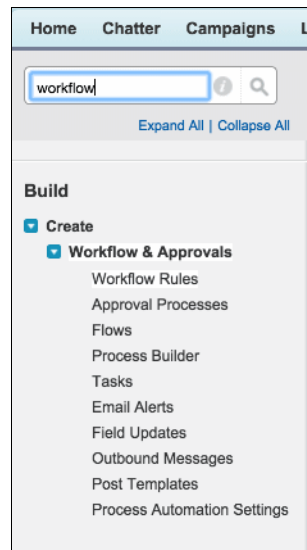 Home Chatter Campaigns
workflow
Expand All | Collapse All
Build
Create
Workflow & Approvals
Workflow Rules
Approval Processes
Flows
Process Builder
Tasks
Email Alerts
Field Updates
Outbound Messages
Post Templates
Process Automation Settings